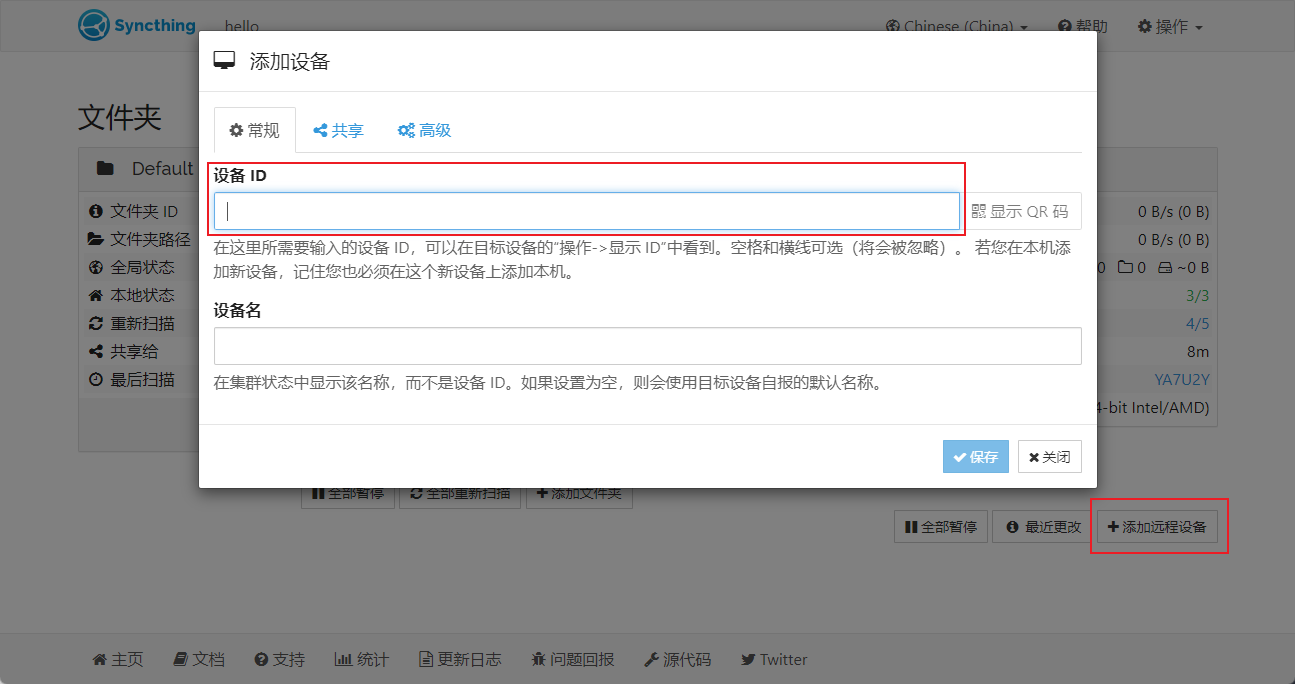 Syncthing hello Chinese (China) 帮助 操作
添加设备
文件夹
常规 共享 高级
Default
设备 ID
显示 QR 码
文件夹 ID 0 B/s (0 B)
文件夹路径 0 B/s (0 B)
在这里所需要输入的设备 ID，可以在目标设备的“操作->显示 ID”中看到。空格和横线可选（将会被忽略）。 若您在本机添
加新设备，记住您也必须在这个新设备上添加本机。
全局状态 0 0 ~0 B
本地状态 3/3
设备名
重新扫描 4/5
共享给 8m
最后扫描 YA7U2Y
在集群状态中显示该名称，而不是设备 ID。如果设置为空，则会使用目标设备自报的默认名称。
4-bit Intel/AMD)
保存 关闭
全部暂停 全部重新扫描 添加文件夹
全部暂停 最近更改 添加远程设备
主页 文档 支持 统计 更新日志 问题回报 源代码 Twitter